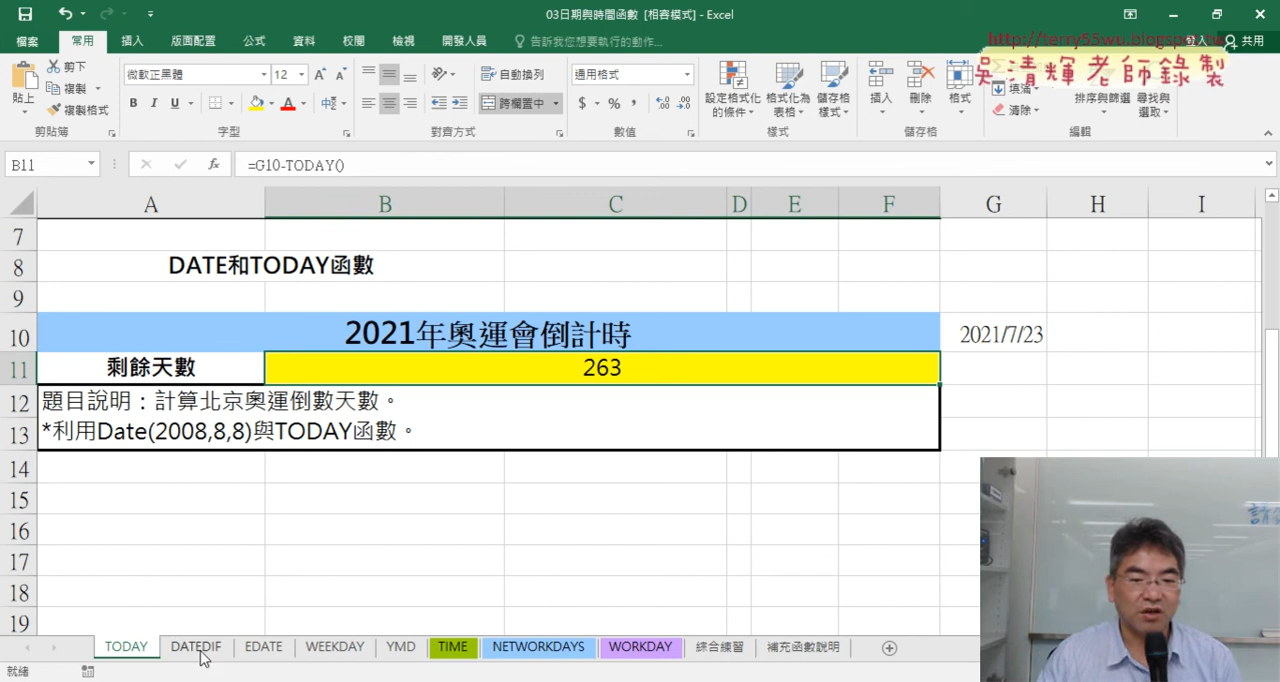 03日期與時間函數 [相容模式] - Excel
檔案 常用 插入 版面配置 公式 資料 校閱 檢視 開發人員 告訴我您想要執行的動作... 登入 共用
http://terry55wu.blogspot.tw
吳清輝老師錄製
貼上 剪下 複製 複製格式 剪貼簿
微軟正黑體 12 A A B I U A 中 字型
自動換列 跨欄置中 對齊方式
通用格式 $ % , 數值
設定格式化的條件 格式化為表格 儲存格樣式 樣式
插入 刪除 格式 儲存格
填滿 清除 排序與篩選 尋找與選取 編輯
B11 fx =G10-TODAY()
A B C D E F G H I
7
8 DATE和TODAY函數
9
10 2021年奧運會倒計時 2021/7/23
11 剩餘天數 263
12 題目說明：計算北京奧運倒數天數。
13 *利用Date(2008,8,8)與TODAY函數。
14
15
16
17
18
19
TODAY DATEDIF EDATE WEEKDAY YMD TIME NETWORKDAYS WORKDAY 綜合練習 補充函數說明
就緒